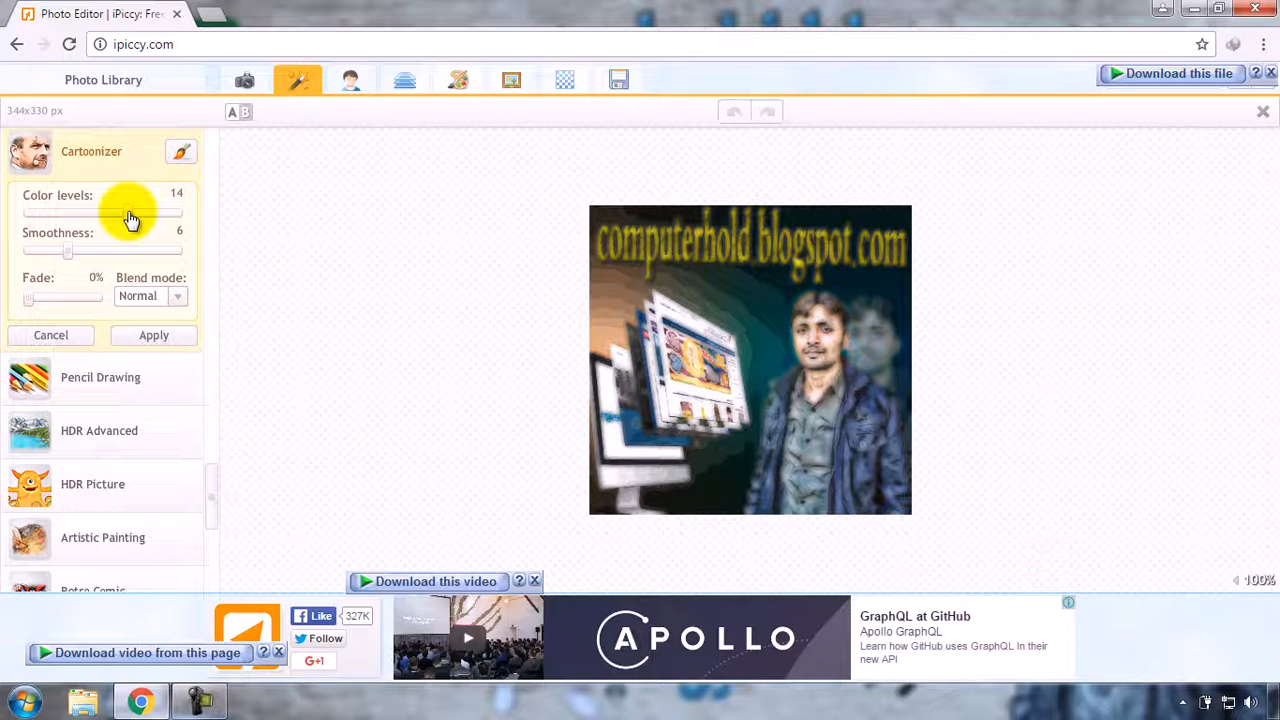 Photo Editor | iPiccy: Free
ipiccy.com
Photo Library
Download this file
344x330 px
A B
Cartoonizer
Color levels: 14
Smoothness: 6
Fade: 0% Blend mode:
Normal
Cancel Apply
Pencil Drawing
HDR Advanced
HDR Picture
Artistic Painting
Retro Comic
computerhold blogspot.com
100%
Download this video
Like 327K
Follow
G+1
Download video from this page
APOLLO
GraphQL at GitHub
Apollo GraphQL
Learn how GitHub uses GraphQL In their
new API